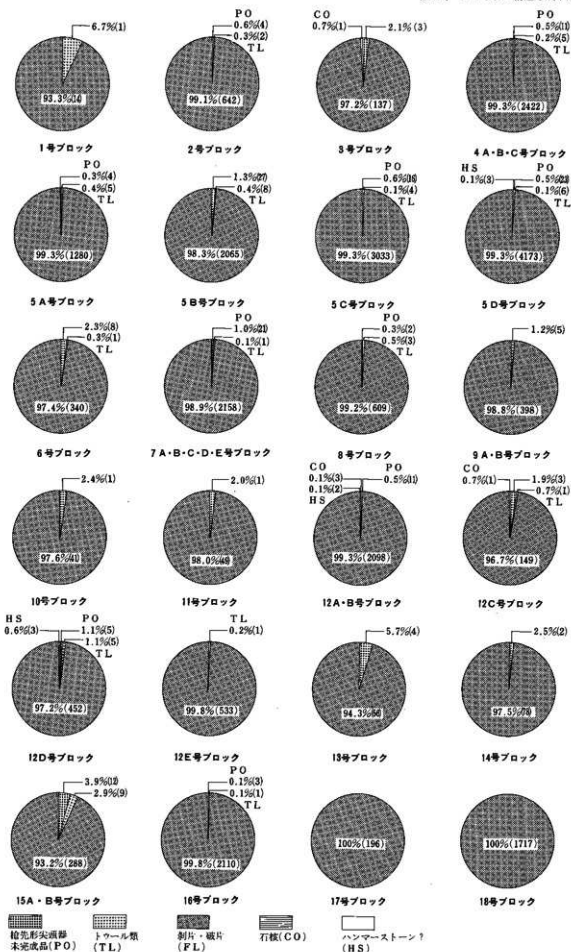 6.7%(1)
93.3%(14)
1号ブロック
PO
0.6%(4)
0.3%(2)
TL
99.1%(642)
2号ブロック
CO
0.7%(1)
2.1%(3)
97.2%(137)
3号ブロック
PO
0.5%(11)
0.2%(5)
TL
99.3%(2422)
4A・B・C号ブロック
PO
0.3%(4)
0.4%(5)
TL
99.3%(1280)
5A号ブロック
1.3%(27)
0.4%(8)
TL
98.3%(2065)
5B号ブロック
PO
0.6%(18)
0.1%(4)
TL
99.3%(3033)
5C号ブロック
HS
0.1%(3)
PO
0.5%(23)
0.1%(6)
TL
99.3%(4173)
5D号ブロック
2.3%(8)
0.3%(1)
TL
97.4%(340)
6号ブロック
PO
1.0%(21)
0.1%(1)
TL
98.9%(2158)
7A・B・C・D・E号ブロック
PO
0.3%(2)
0.5%(3)
TL
99.2%(609)
8号ブロック
1.2%(5)
98.8%(398)
9A・B号ブロック
2.4%(1)
97.6%(41)
10号ブロック
2.0%(1)
98.0%(49)
11号ブロック
CO
0.1%(3)
0.1%(2)
HS
PO
0.5%(11)
99.3%(2098)
12A・B号ブロック
CO
0.7%(1)
1.9%(3)
0.7%(1)
TL
96.7%(149)
12C号ブロック
HS
0.6%(3)
PO
1.1%(5)
1.1%(5)
TL
97.2%(452)
12D号ブロック
TL
0.2%(1)
99.8%(533)
12E号ブロック
5.7%(4)
94.3%(66)
13号ブロック
2.5%(2)
97.5%
14号ブロック
3.9%(12)
2.9%(9)
93.2%(288)
15A・B号ブロック
PO
0.1%(3)
0.1%(1)
TL
99.8%(2110)
16号ブロック
100%(196)
17号ブロック
100%(1717)
18号ブロック
槍先形尖頭器
未完成品(PO)
トゥール類
(TL)
剥片・破片
(FL)
石核(CO)
ハンマーストーン?
(HS)